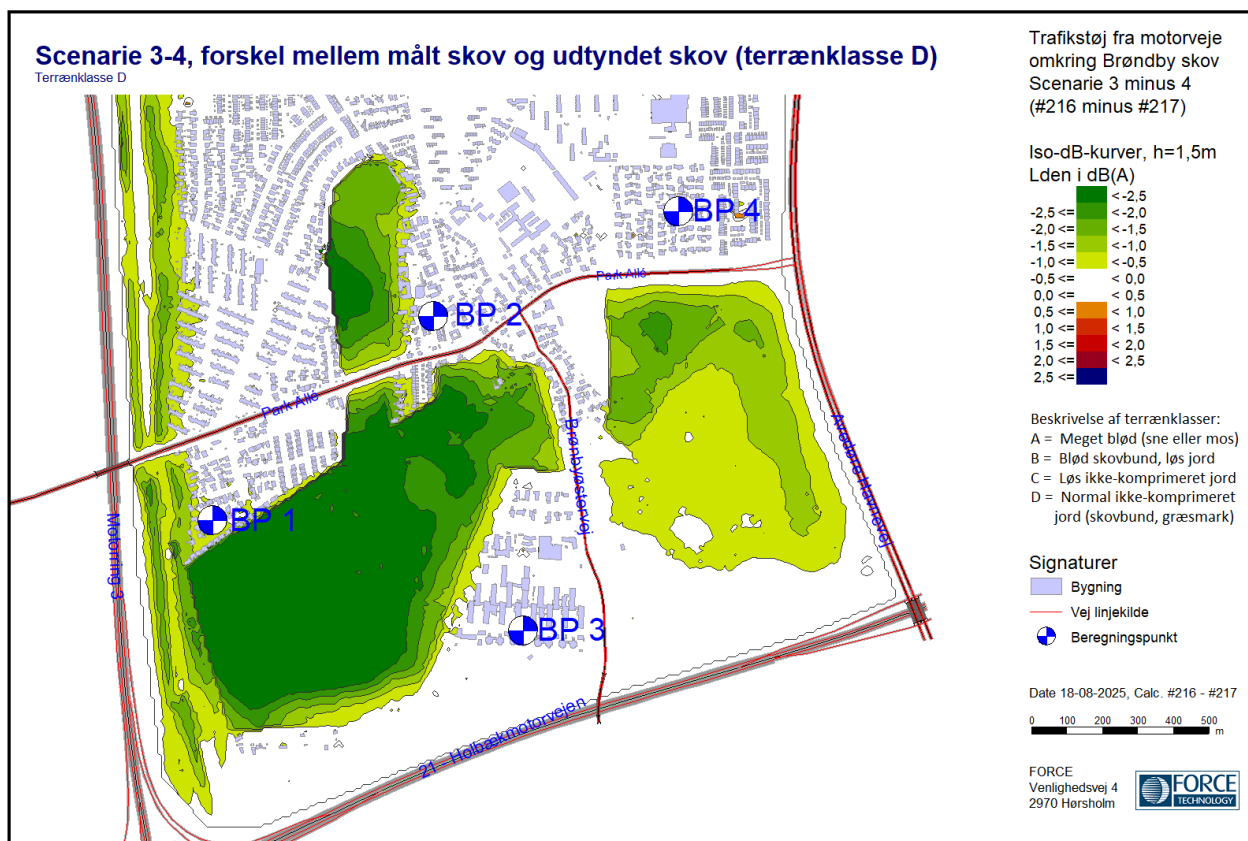 Scenarie 3-4, forskel mellem målt skov og udtyndet skov (terrænklasse D)
Terrænklasse D
BP 4
Park Allé
BP 2
Park Allé
Brøndbyøstervej
Avedøre Havnevej
BP 1
Motorring 3
BP 3
21 - Holbækmotorvejen
Trafikstøj fra motorveje
omkring Brøndby skov
Scenarie 3 minus 4
(#216 minus #217)
Iso-dB-kurver, h=1,5m
Lden i dB(A)
< -2,5
-2,5 <= < -2,0
-2,0 <= < -1,5
-1,5 <= < -1,0
-1,0 <= < -0,5
-0,5 <= < 0,0
0,0 <= < 0,5
0,5 <= < 1,0
1,0 <= < 1,5
1,5 <= < 2,0
2,0 <= < 2,5
2,5 <=
Beskrivelse af terrænklasser:
A = Meget blød (sne eller mos)
B = Blød skovbund, løs jord
C = Løs ikke-komprimeret jord
D = Normal ikke-komprimeret
jord (skovbund, græsmark)
Signaturer
Bygning
Vej linjekilde
Beregningspunkt
Date 18-08-2025, Calc. #216 - #217
0 100 200 300 400 500
m
FORCE
Venlighedsvej 4
2970 Hørsholm
FORCE
TECHNOLOGY